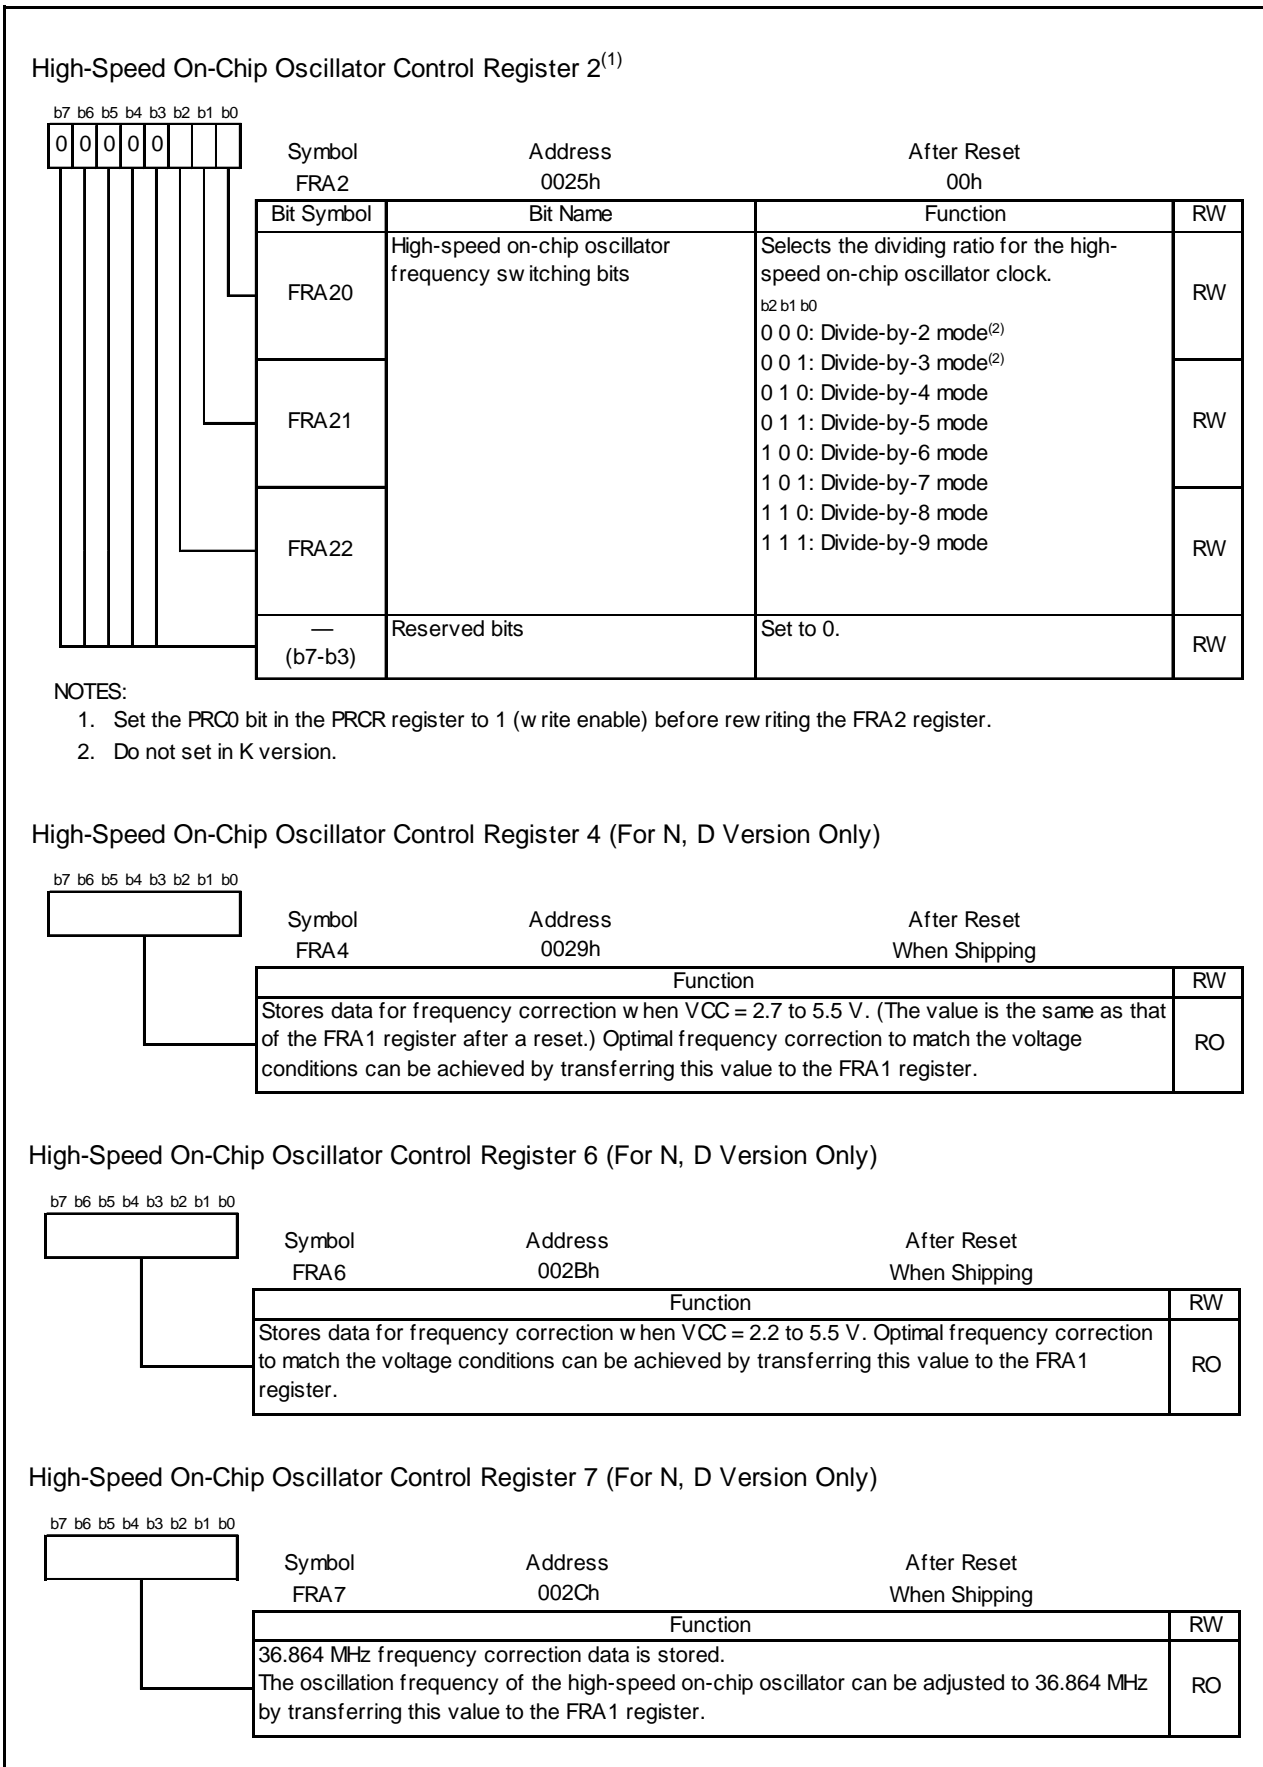 High-Speed On-Chip Oscillator Control Register 2(1)
b7 b6 b5 b4 b3 b2 b1 b0
0 0 0 0 0
Symbol Address After Reset
FRA2 0025h 00h
Bit Symbol Bit Name Function RW
FRA20 High-speed on-chip oscillator frequency switching bits Selects the dividing ratio for the high-
speed on-chip oscillator clock. RW
b2 b1 b0
0 0 0: Divide-by-2 mode(2)
0 0 1: Divide-by-3 mode(2)
0 1 0: Divide-by-4 mode
FRA21 0 1 1: Divide-by-5 mode RW
1 0 0: Divide-by-6 mode
1 0 1: Divide-by-7 mode
1 1 0: Divide-by-8 mode
FRA22 1 1 1: Divide-by-9 mode RW
— Reserved bits Set to 0. RW
(b7-b3)
NOTES:
1. Set the PRC0 bit in the PRCR register to 1 (write enable) before rewriting the FRA2 register.
2. Do not set in K version.
High-Speed On-Chip Oscillator Control Register 4 (For N, D Version Only)
b7 b6 b5 b4 b3 b2 b1 b0
Symbol Address After Reset
FRA4 0029h When Shipping
Function RW
Stores data for frequency correction when VCC = 2.7 to 5.5 V. (The value is the same as that
of the FRA1 register after a reset.) Optimal frequency correction to match the voltage RO
conditions can be achieved by transferring this value to the FRA1 register.
High-Speed On-Chip Oscillator Control Register 6 (For N, D Version Only)
b7 b6 b5 b4 b3 b2 b1 b0
Symbol Address After Reset
FRA6 002Bh When Shipping
Function RW
Stores data for frequency correction when VCC = 2.2 to 5.5 V. Optimal frequency correction
to match the voltage conditions can be achieved by transferring this value to the FRA1 RO
register.
High-Speed On-Chip Oscillator Control Register 7 (For N, D Version Only)
b7 b6 b5 b4 b3 b2 b1 b0
Symbol Address After Reset
FRA7 002Ch When Shipping
Function RW
36.864 MHz frequency correction data is stored.
The oscillation frequency of the high-speed on-chip oscillator can be adjusted to 36.864 MHz RO
by transferring this value to the FRA1 register.